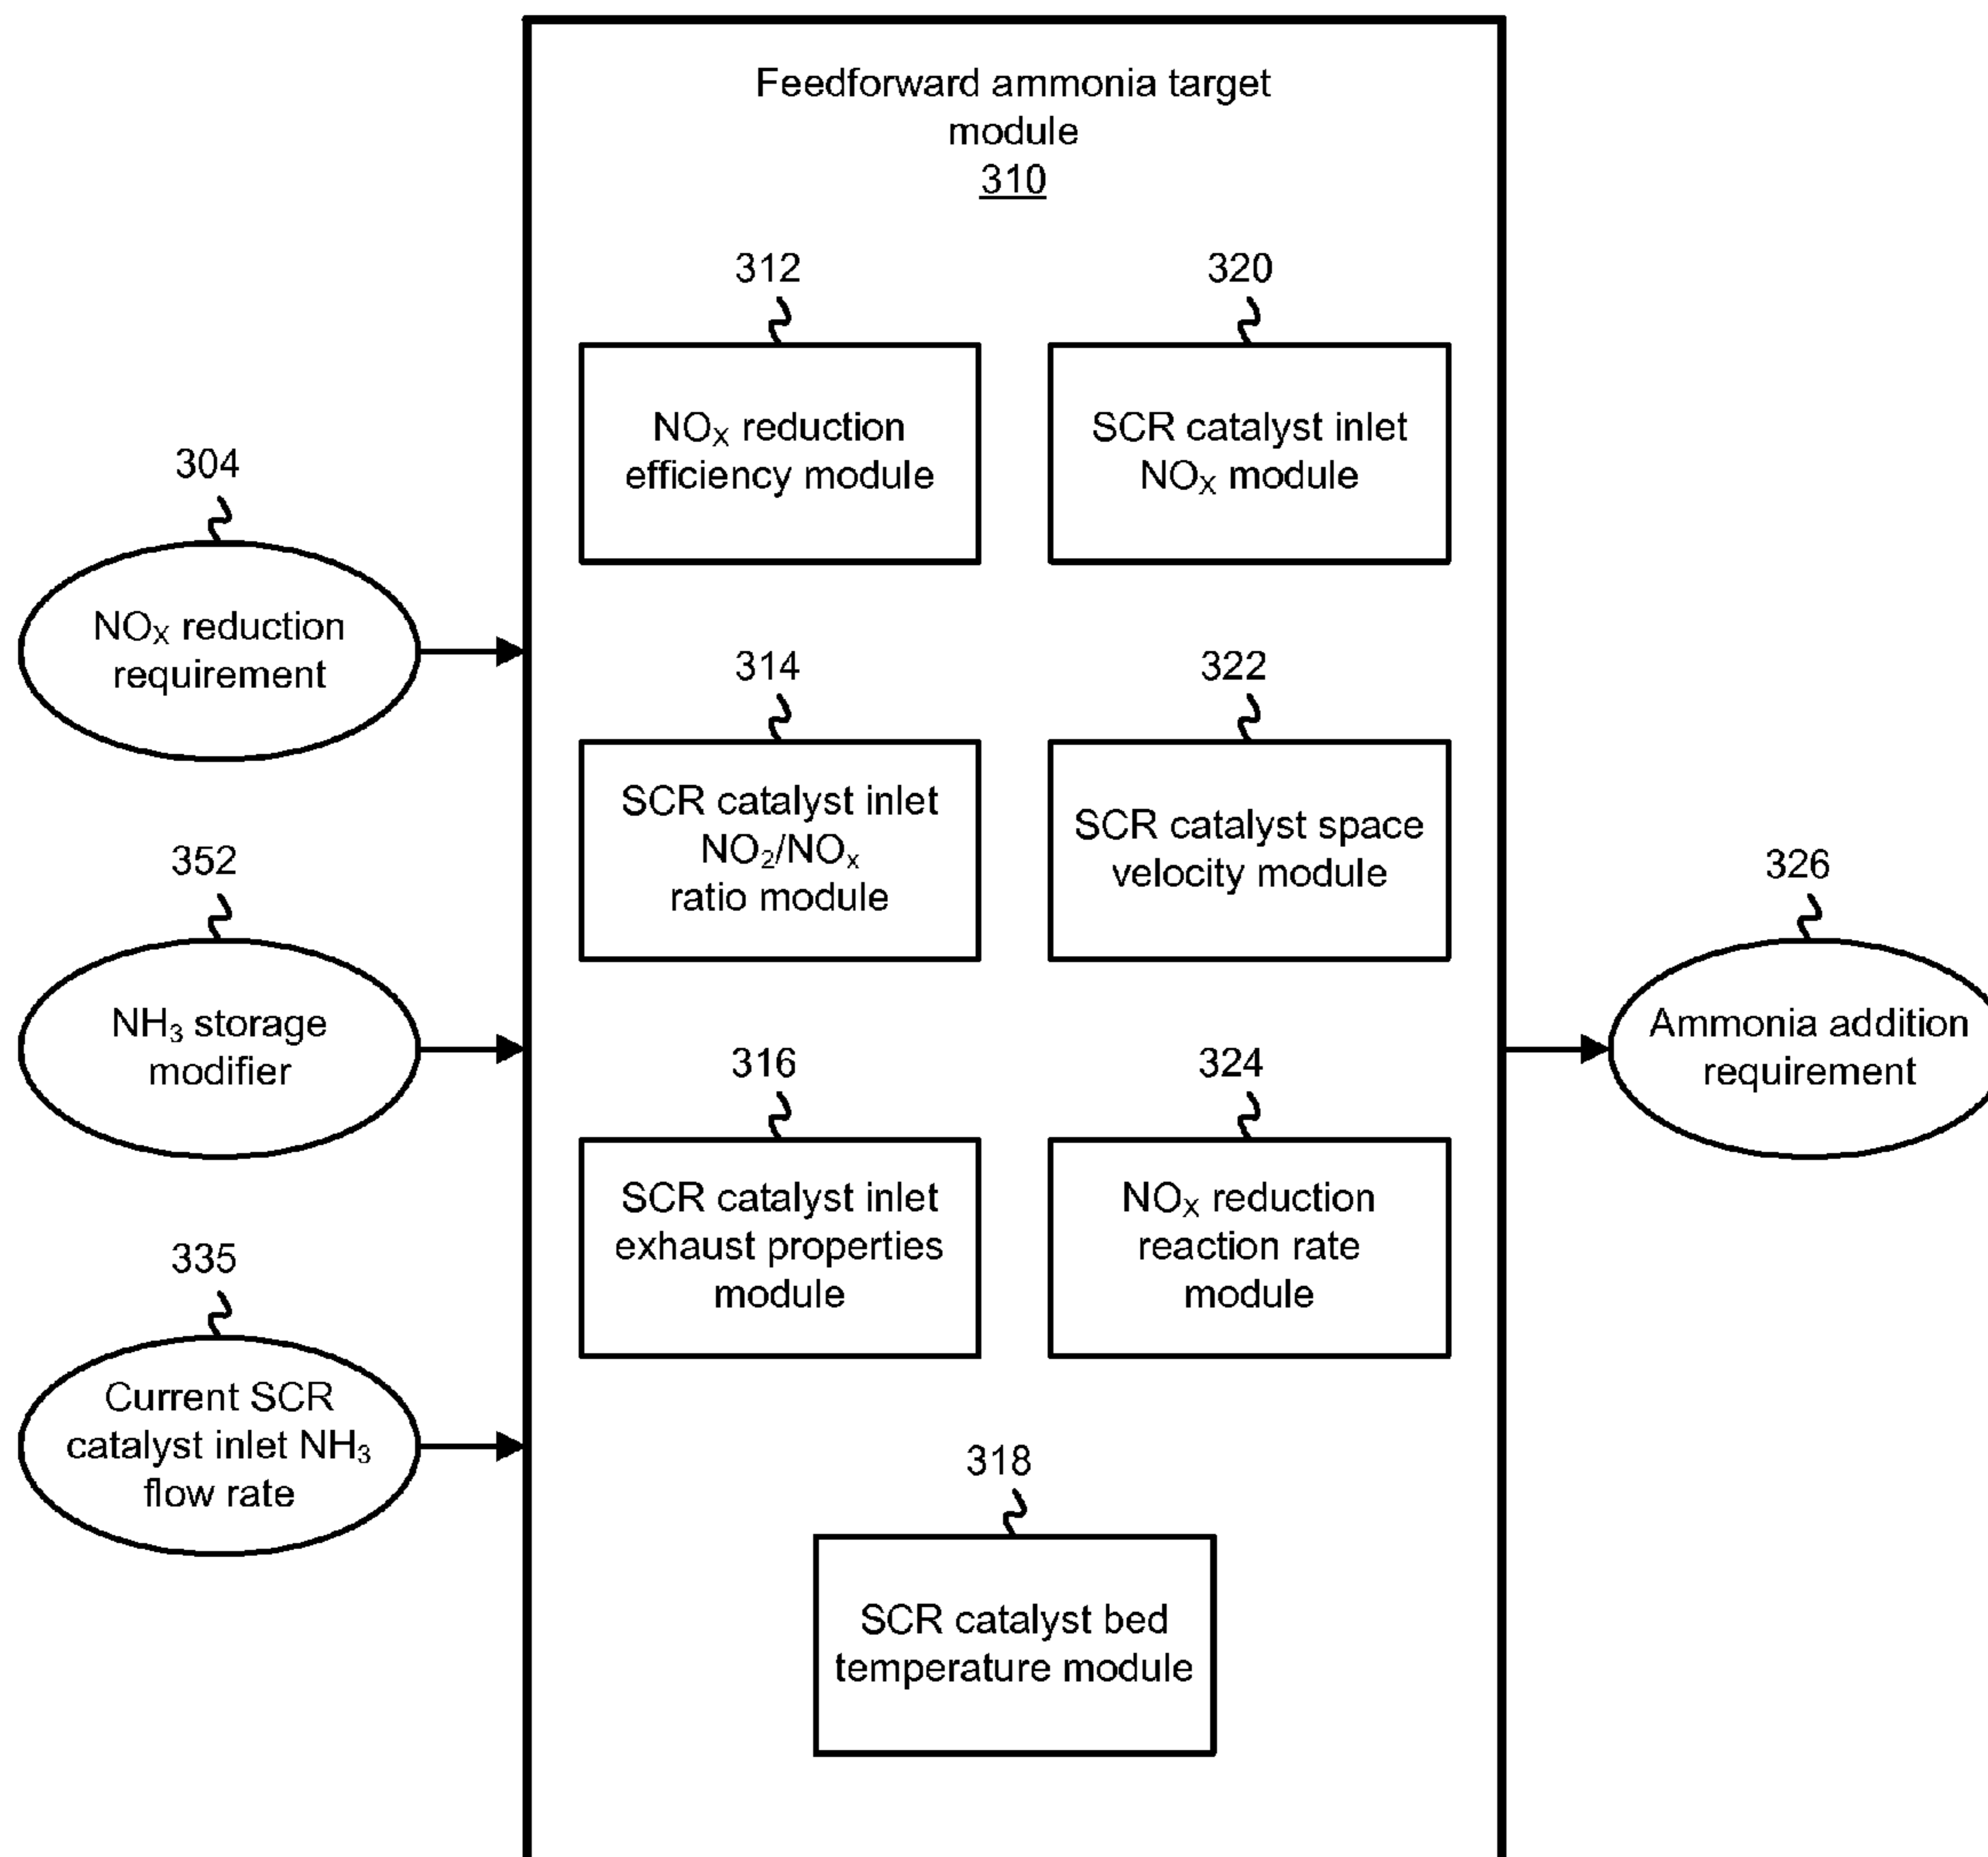 Feedforward ammonia target
module
310
312
320
NOX reduction
efficiency module
SCR catalyst inlet
NOX module
304
NOX reduction
requirement
314
322
SCR catalyst inlet
NO2/NOx
ratio module
SCR catalyst space
velocity module
352
NH3 storage
modifier
326
Ammonia addition
requirement
316
324
SCR catalyst inlet
exhaust properties
module
NOX reduction
reaction rate
module
335
Current SCR
catalyst inlet NH3
flow rate
318
SCR catalyst bed
temperature module